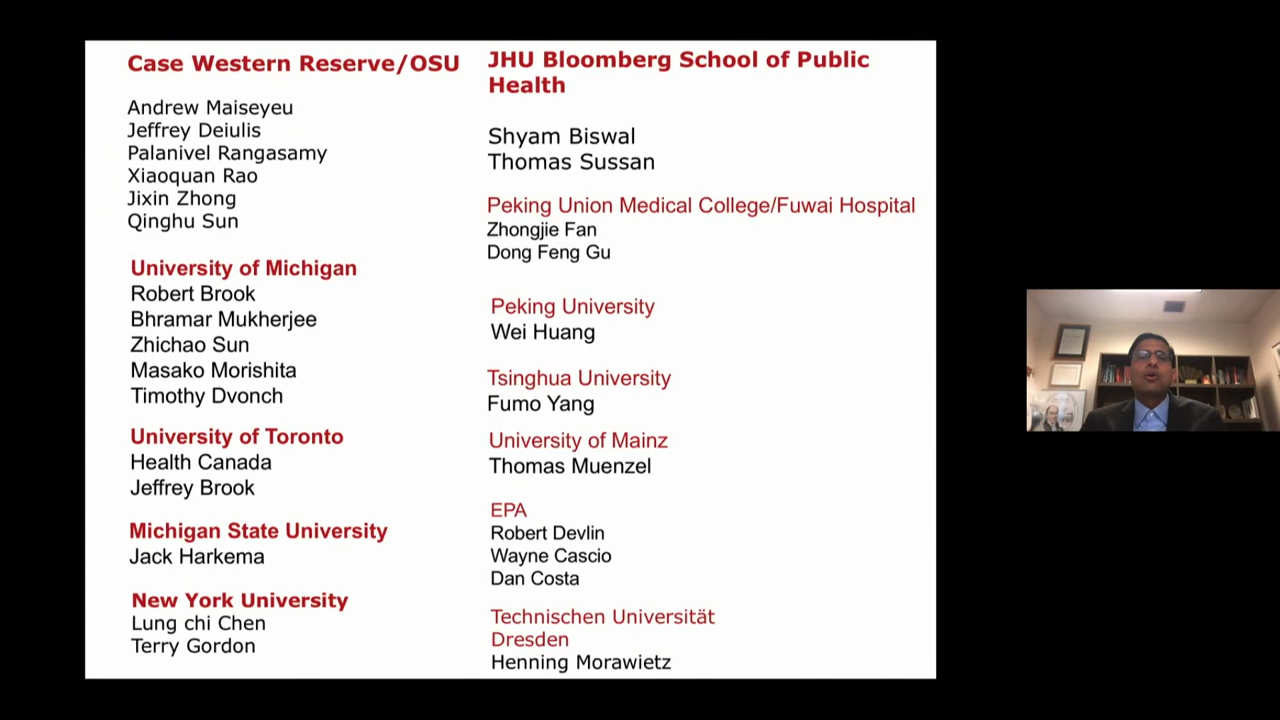 Case Western Reserve/OSU
Andrew Maiseyeu
Jeffrey Deiulis
Palanivel Rangasamy
Xiaoquan Rao
Jixin Zhong
Qinghu Sun
University of Michigan
Robert Brook
Bhramar Mukherjee
Zhichao Sun
Masako Morishita
Timothy Dvonch
University of Toronto
Health Canada
Jeffrey Brook
Michigan State University
Jack Harkema
New York University
Lung chi Chen
Terry Gordon
JHU Bloomberg School of Public
Health
Shyam Biswal
Thomas Sussan
Peking Union Medical College/Fuwai Hospital
Zhongjie Fan
Dong Feng Gu
Peking University
Wei Huang
Tsinghua University
Fumo Yang
University of Mainz
Thomas Muenzel
EPA
Robert Devlin
Wayne Cascio
Dan Costa
Technischen Universität
Dresden
Henning Morawietz